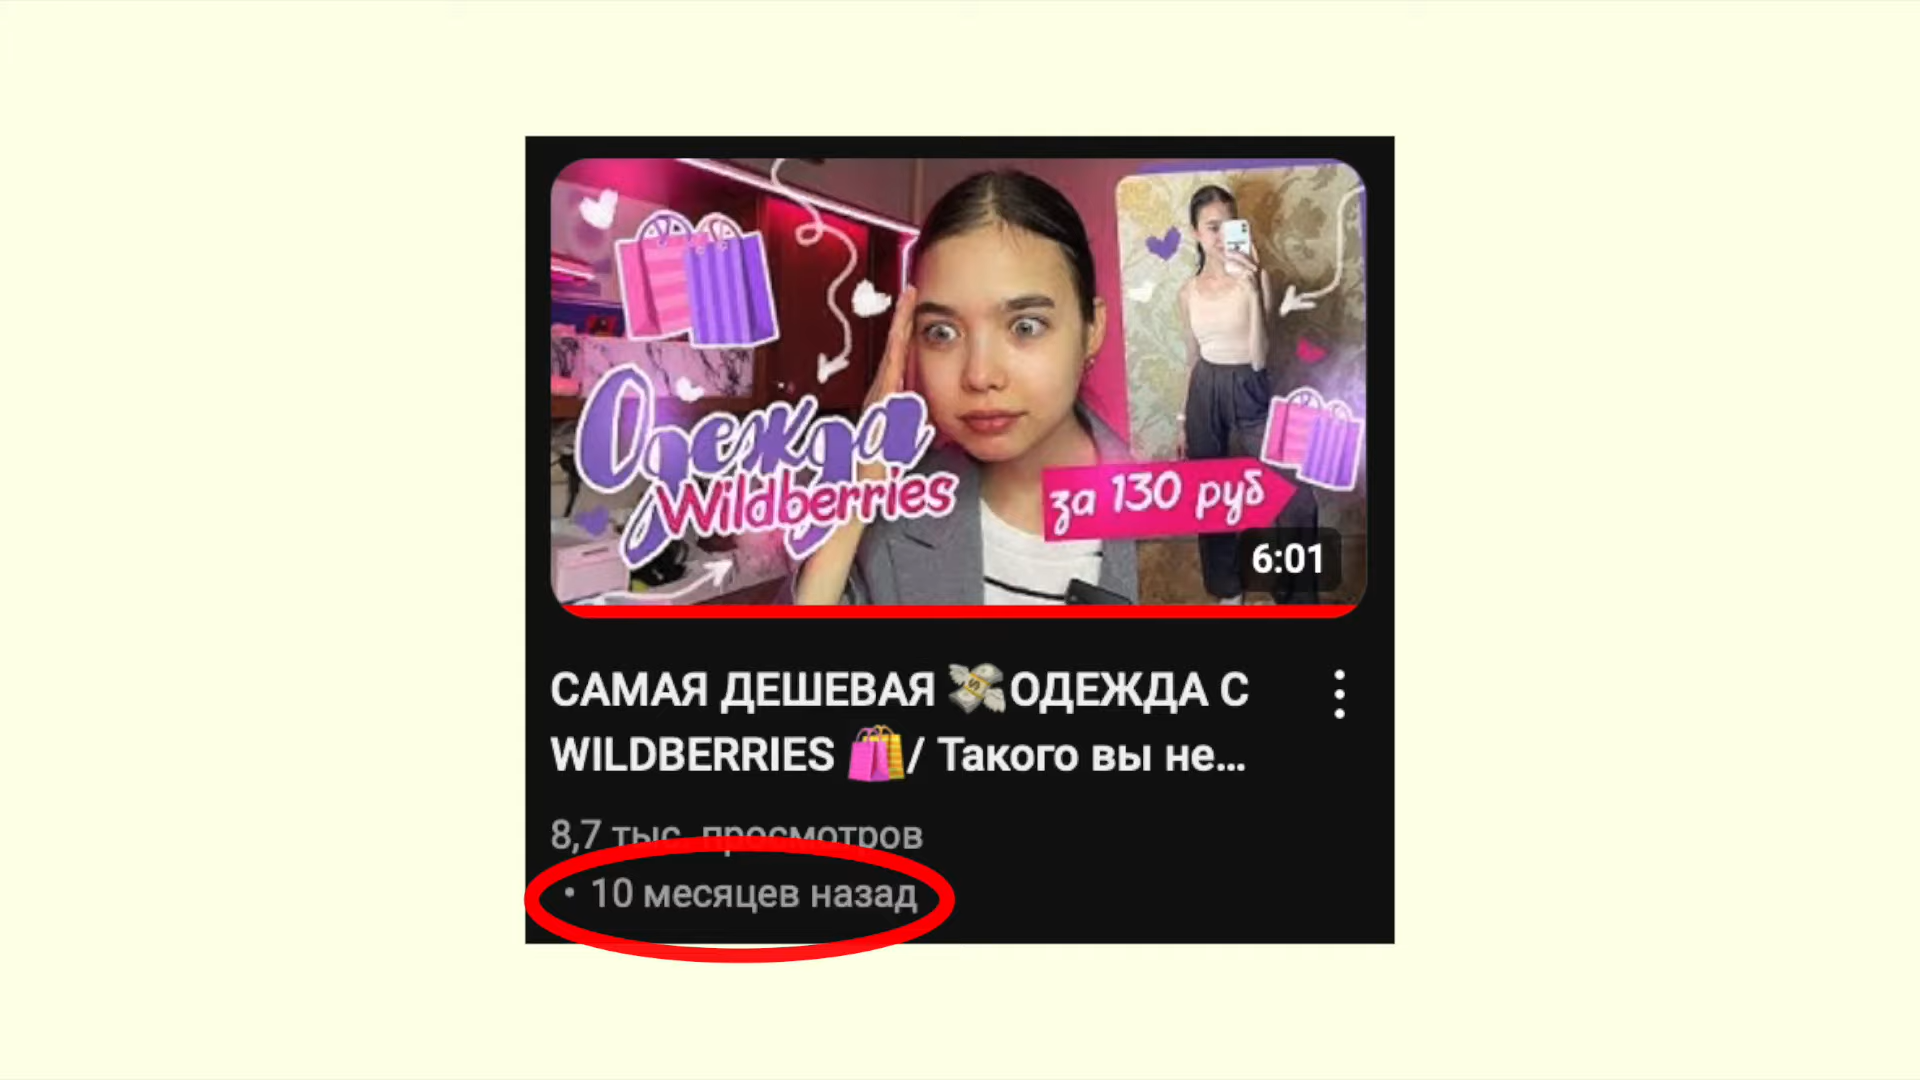 Одежда
Wildberries
за 130 руб
6:01
САМАЯ ДЕШЕВАЯ 💸ОДЕЖДА С
WILDBERRIES 🛍️/ Такого вы не...
8,7 тыс. просмотров
• 10 месяцев назад